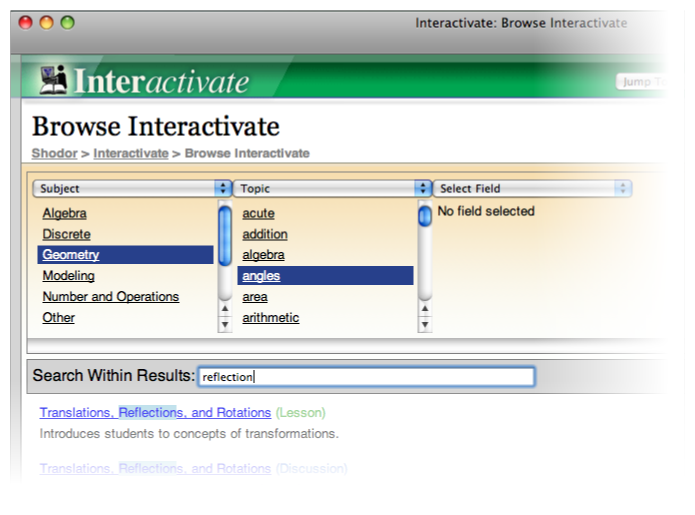 Interactivate: Browse Interactivate
Interactivate
Jump To
Browse Interactivate
Shodor > Interactivate > Browse Interactivate
Subject Topic Select Field
Algebra acute No field selected
Discrete addition
Geometry algebra
Modeling angles
Number and Operations area
Other arithmetic
Search Within Results: reflection
Translations, Reflections, and Rotations (Lesson)
Introduces students to concepts of transformations.
Translations, Reflections, and Rotations (Discussion)